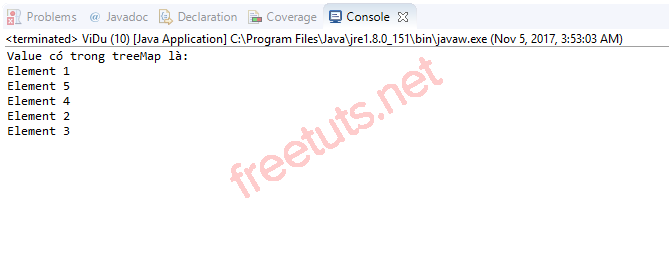 Problems @ Javadoc Declaration Coverage Console
<terminated> ViDu (10) [Java Application] C:\Program Files\Java\jre1.8.0_151\bin\javaw.exe (Nov 5, 2017, 3:53:03 AM)
Value có trong treeMap là:
Element 1
Element 5
Element 4
Element 2
Element 3
freetuts.net